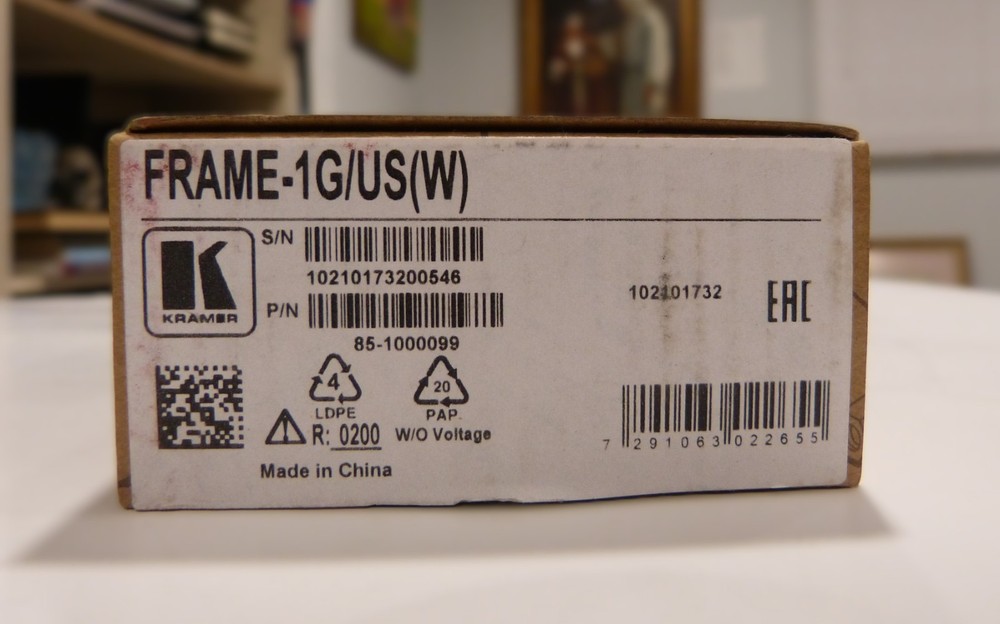 FRAME-1G/US(W)
S/N
10210173200546
KRAMER
P/N
85-1000099
102101732
EAC
4
LDPE
20
PAP
R: 0200
W/O Voltage
Made in China
7 291063 022655